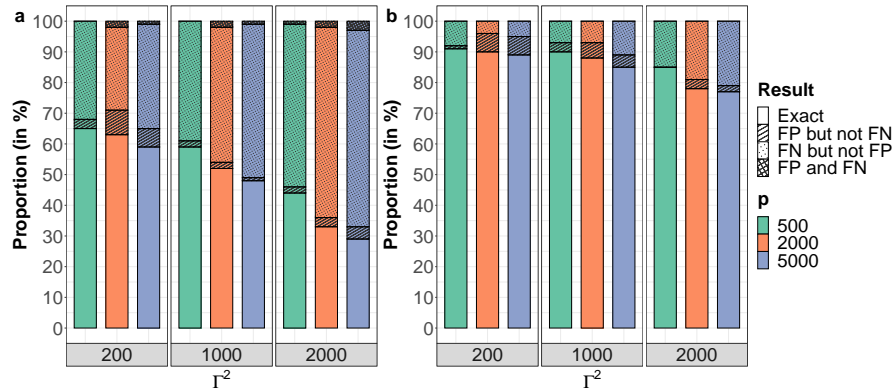 a
Proportion (in %)
100
90
80
70
60
50
40
30
20
10
0
200
1000
2000
Γ²
b
Proportion (in %)
100
90
80
70
60
50
40
30
20
10
0
200
1000
2000
Γ²
Result
Exact
FP but not FN
FN but not FP
FP and FN
p
500
2000
5000